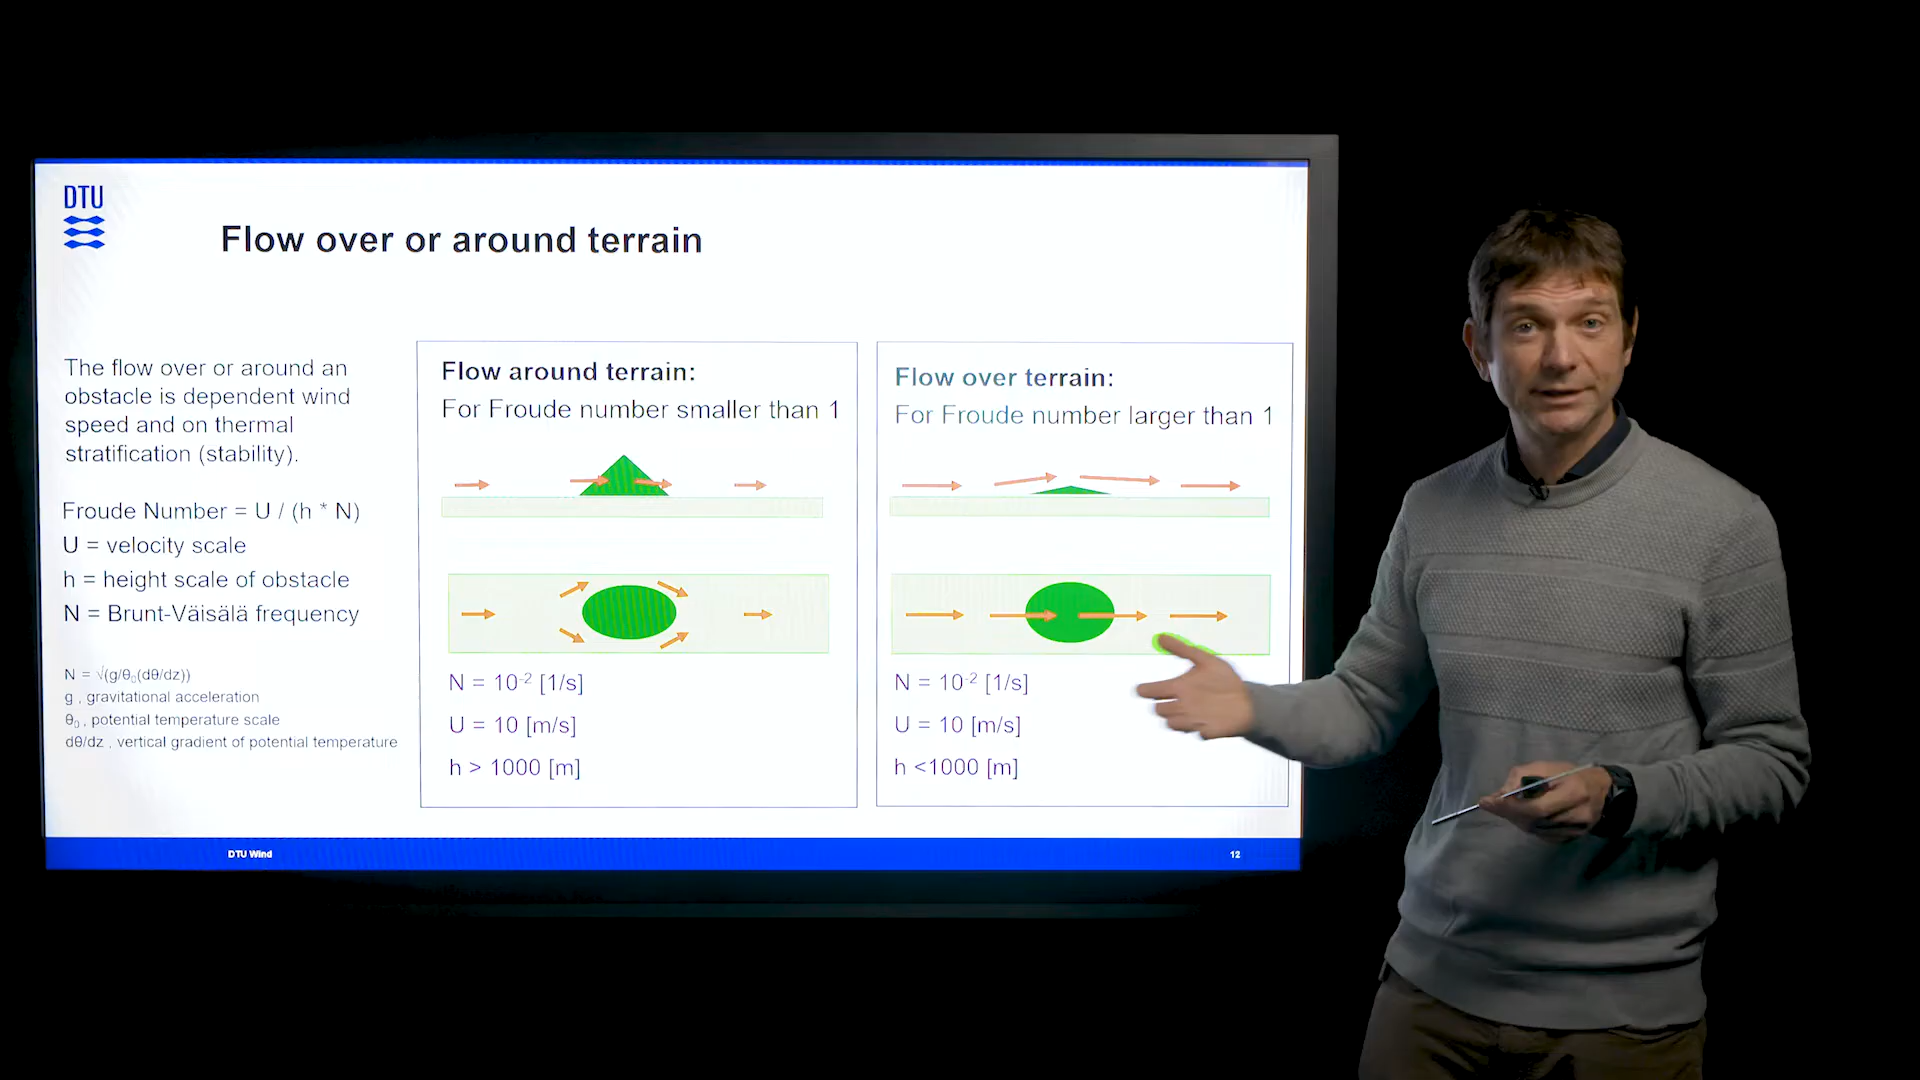 DTU
Flow over or around terrain
The flow over or around an
obstacle is dependent wind
speed and on thermal
stratification (stability).
Froude Number = U / (h * N)
U = velocity scale
h = height scale of obstacle
N = Brunt-Väisälä frequency
N = √(g/θ₀(dθ/dz))
g , gravitational acceleration
θ₀ , potential temperature scale
dθ/dz , vertical gradient of potential temperature
Flow around terrain:
For Froude number smaller than 1
N = 10⁻² [1/s]
U = 10 [m/s]
h > 1000 [m]
Flow over terrain:
For Froude number larger than 1
N = 10⁻² [1/s]
U = 10 [m/s]
h <1000 [m]
DTU Wind
12